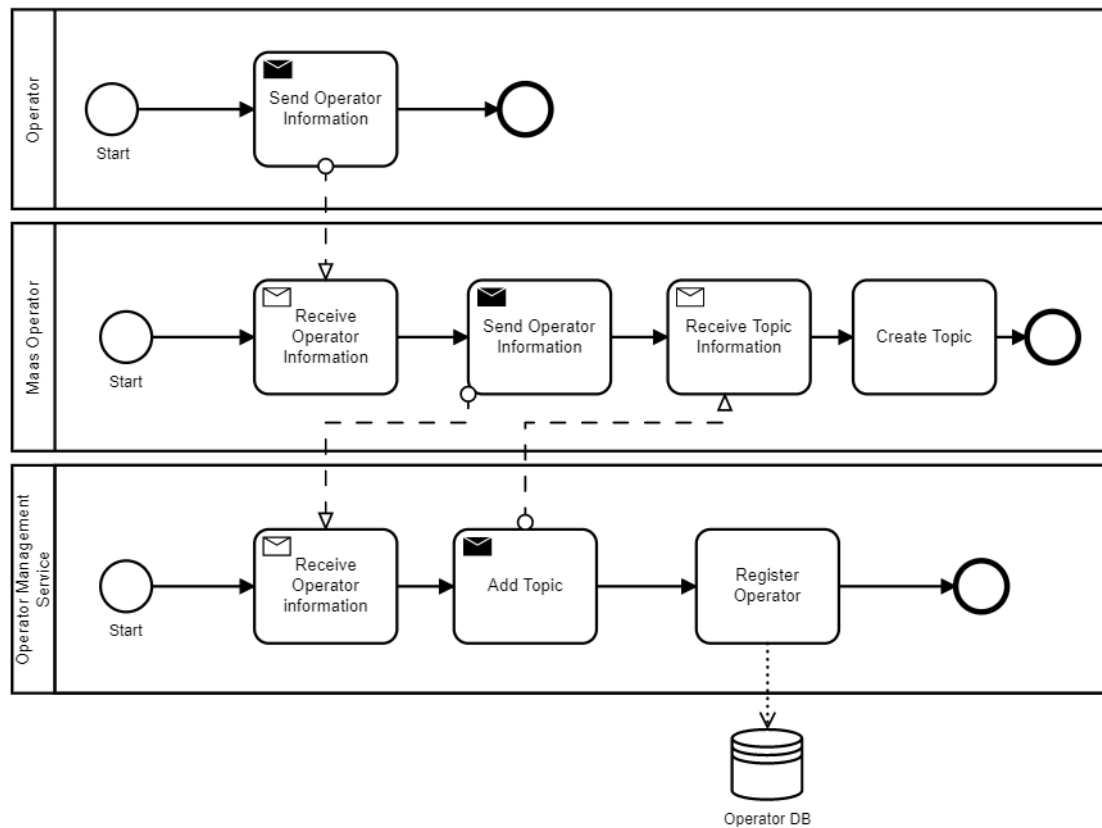 Operator
Start
Send Operator
Information
Maas Operator
Start
Receive
Operator
Information
Send Operator
Information
Receive Topic
Information
Create Topic
Operator Management
Service
Start
Receive
Operator
information
Add Topic
Register
Operator
Operator DB